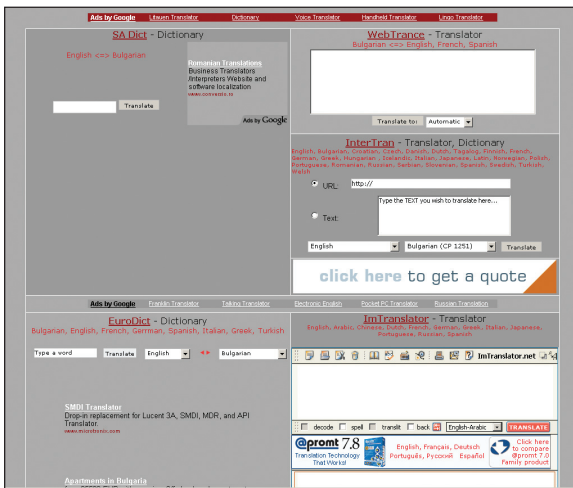 Ads by Google Litauen Translator Dictionary Voice Translator Handheld Translator Lingo Translator
SA Dict - Dictionary
English <=> Bulgarian
Translate
Romanian Translations
Business Translators
/Interpreters Website and
software localization
www.conversio.ro
Ads by Google
WebTrance - Translator
Bulgarian <=> English, French, Spanish
Translate to: Automatic
InterTran - Translator, Dictionary
English, Bulgarian, Croatian, Czech, Danish, Dutch, Tagalog, Finnish, French,
German, Greek, Hungarian, Icelandic, Italian, Japanese, Latin, Norwegian, Polish,
Portuguese, Romanian, Russian, Serbian, Slovenian, Spanish, Swedish, Turkish,
Welsh
URL: http://
Text: Type the TEXT you wish to translate here...
English Bulgarian (CP 1251) Translate
click here to get a quote
Ads by Google Franklin Translator Talking Translator Electronic English Pocket PC Translator Russian Translation
EuroDict - Dictionary
Bulgarian, English, French, German, Spanish, Italian, Greek, Turkish
Type a word Translate English Bulgarian
SMDI Translator
Drop-in replacement for Lucent 3A, SMDI, MDR, and API
Translator.
www.microtronix.com
Apartments in Bulgaria
ImTranslator - Translator
English, Arabic, Chinese, Dutch, French, German, Greek, Italian, Japanese,
Portuguese, Russian, Spanish
ImTranslator.net
decode spell translit back English-Arabic TRANSLATE
@promt 7.8
Translation Technology
That Works!
English, Français, Deutsch
Português, Русский Español
Click here
to compare
@promt 7.0
Family product